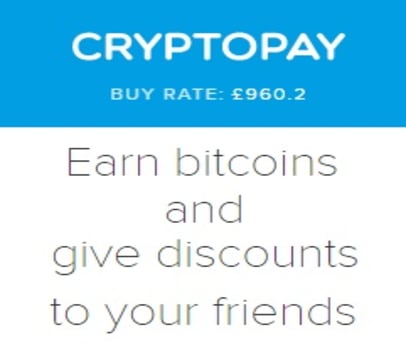 CRYPTOPAY
BUY RATE: £960.2
Earn bitcoins
and
give discounts
to your friends